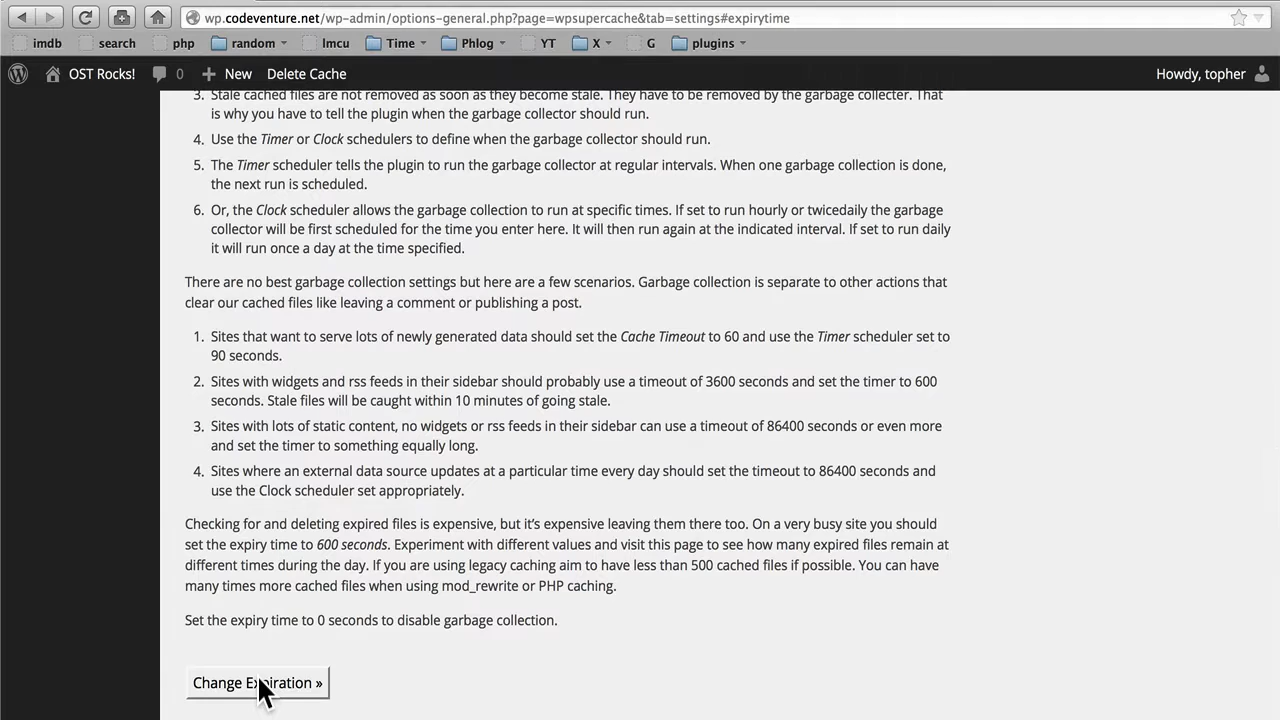 wp.codeventure.net/wp-admin/options-general.php?page=wpsupercache&tab=settings#expirytime
imdb search php random lmcu Time Phlog YT X G plugins
OST Rocks! 0 New Delete Cache Howdy, topher
3. Stale cached files are not removed as soon as they become stale. They have to be removed by the garbage collecter. That
is why you have to tell the plugin when the garbage collector should run.
4. Use the Timer or Clock schedulers to define when the garbage collector should run.
5. The Timer scheduler tells the plugin to run the garbage collector at regular intervals. When one garbage collection is done,
the next run is scheduled.
6. Or, the Clock scheduler allows the garbage collection to run at specific times. If set to run hourly or twicedaily the garbage
collector will be first scheduled for the time you enter here. It will then run again at the indicated interval. If set to run daily
it will run once a day at the time specified.
There are no best garbage collection settings but here are a few scenarios. Garbage collection is separate to other actions that
clear our cached files like leaving a comment or publishing a post.
1. Sites that want to serve lots of newly generated data should set the Cache Timeout to 60 and use the Timer scheduler set to
90 seconds.
2. Sites with widgets and rss feeds in their sidebar should probably use a timeout of 3600 seconds and set the timer to 600
seconds. Stale files will be caught within 10 minutes of going stale.
3. Sites with lots of static content, no widgets or rss feeds in their sidebar can use a timeout of 86400 seconds or even more
and set the timer to something equally long.
4. Sites where an external data source updates at a particular time every day should set the timeout to 86400 seconds and
use the Clock scheduler set appropriately.
Checking for and deleting expired files is expensive, but it's expensive leaving them there too. On a very busy site you should
set the expiry time to 600 seconds. Experiment with different values and visit this page to see how many expired files remain at
different times during the day. If you are using legacy caching aim to have less than 500 cached files if possible. You can have
many times more cached files when using mod_rewrite or PHP caching.
Set the expiry time to 0 seconds to disable garbage collection.
Change Expiration »